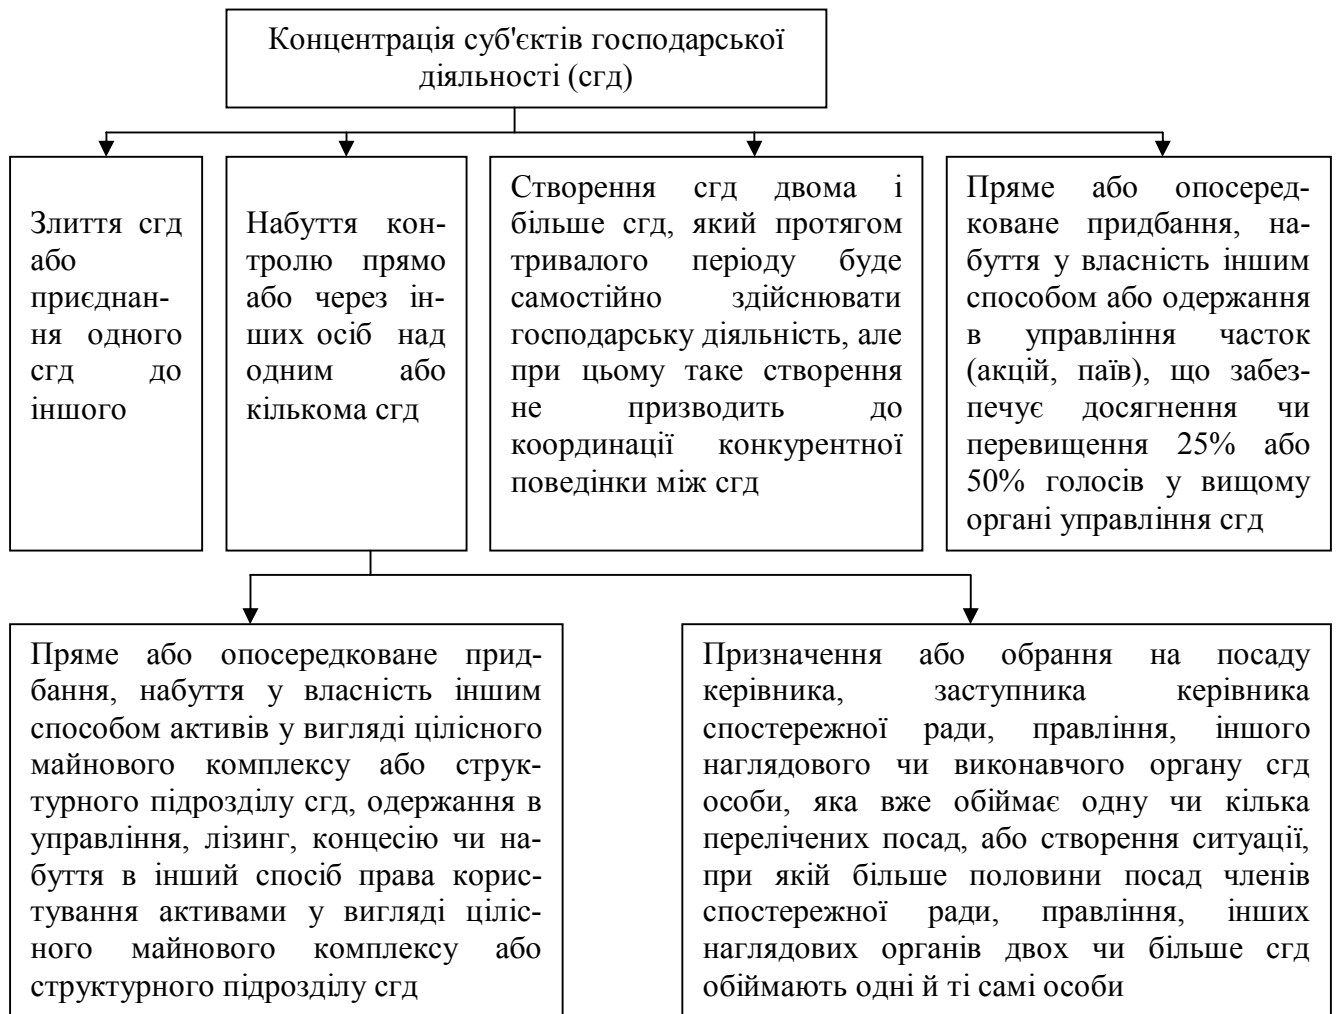 Концентрація суб'єктів господарської
діяльності (сгд)
Злиття сгд
або
приєднан-
ня одного
сгд до
іншого
Набуття кон-
тролю прямо
або через ін-
ших осіб над
одним або
кількома сгд
Створення сгд двома і
більше сгд, який протягом
тривалого періоду буде
самостійно здійснювати
господарську діяльність, але
при цьому таке створення
не призводить до
координації конкурентної
поведінки між сгд
Пряме або опосеред-
коване придбання, на-
буття у власність іншим
способом або одержання
в управління часток
(акцій, паїв), що забез-
печує досягнення чи
перевищення 25% або
50% голосів у вищому
органі управління сгд
Пряме або опосередковане прид-
бання, набуття у власність іншим
способом активів у вигляді цілісного
майнового комплексу або струк-
турного підрозділу сгд, одержання в
управління, лізинг, концесію чи на-
буття в інший спосіб права корис-
тування активами у вигляді ціліс-
ного майнового комплексу або
структурного підрозділу сгд
Призначення або обрання на посаду
керівника, заступника керівника
спостережної ради, правління, іншого
наглядового чи виконавчого органу сгд
особи, яка вже обіймає одну чи кілька
перелічених посад, або створення ситуації,
при якій більше половини посад членів
спостережної ради, правління, інших
наглядових органів двох чи більше сгд
обіймають одні й ті самі особи